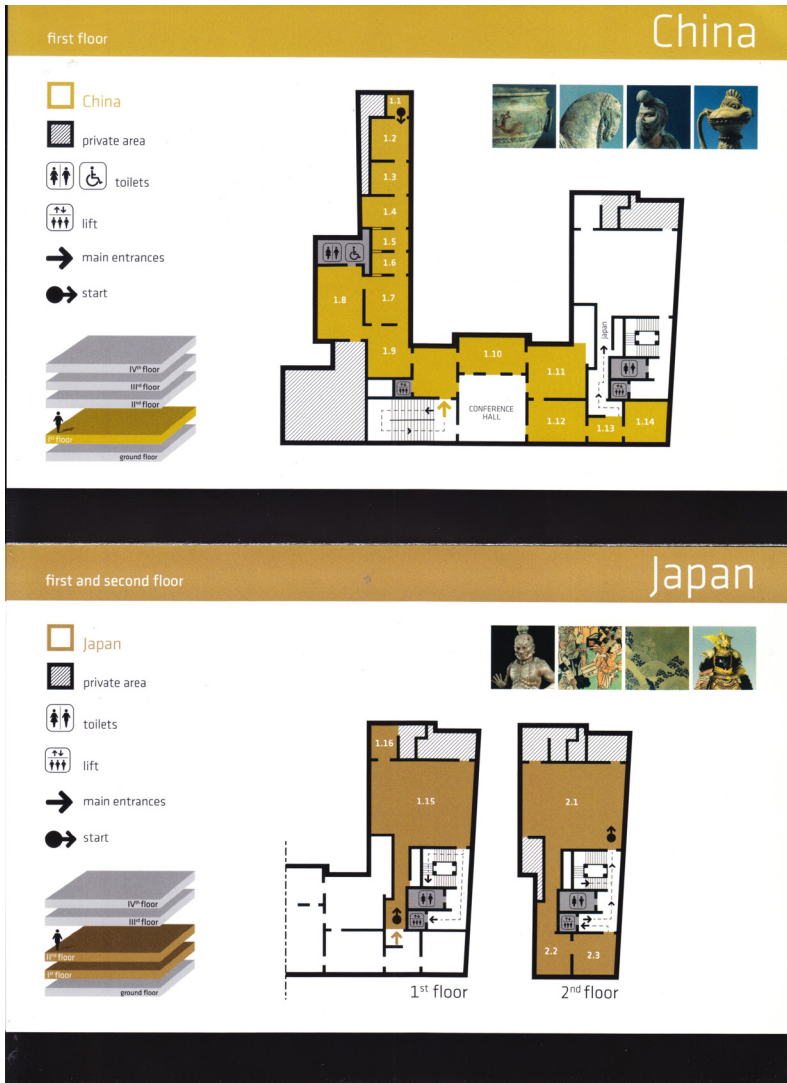 first floor
China
China
private area
toilets
lift
main entrances
start
IVth floor
IIIrd floor
IInd floor
Ist floor
ground floor
1.1
1.2
1.3
1.4
1.5
1.6
1.7
1.8
1.9
1.10
1.11
CONFERENCE
HALL
1.12
1.13
1.14
Japan
first and second floor
Japan
Japan
private area
toilets
lift
main entrances
start
IVth floor
IIIrd floor
IInd floor
Ist floor
ground floor
1.16
1.15
1st floor
2.1
2.2
2.3
2nd floor